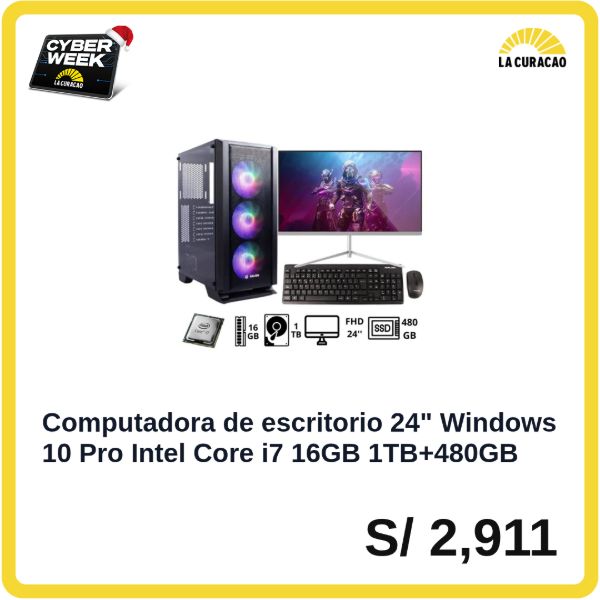 CYBER
WEEK
LA CURACAO
LA CURACAO
16
GB
1
TB
FHD
24''
SSD
480
GB
Computadora de escritorio 24" Windows
10 Pro Intel Core i7 16GB 1TB+480GB
S/ 2,911